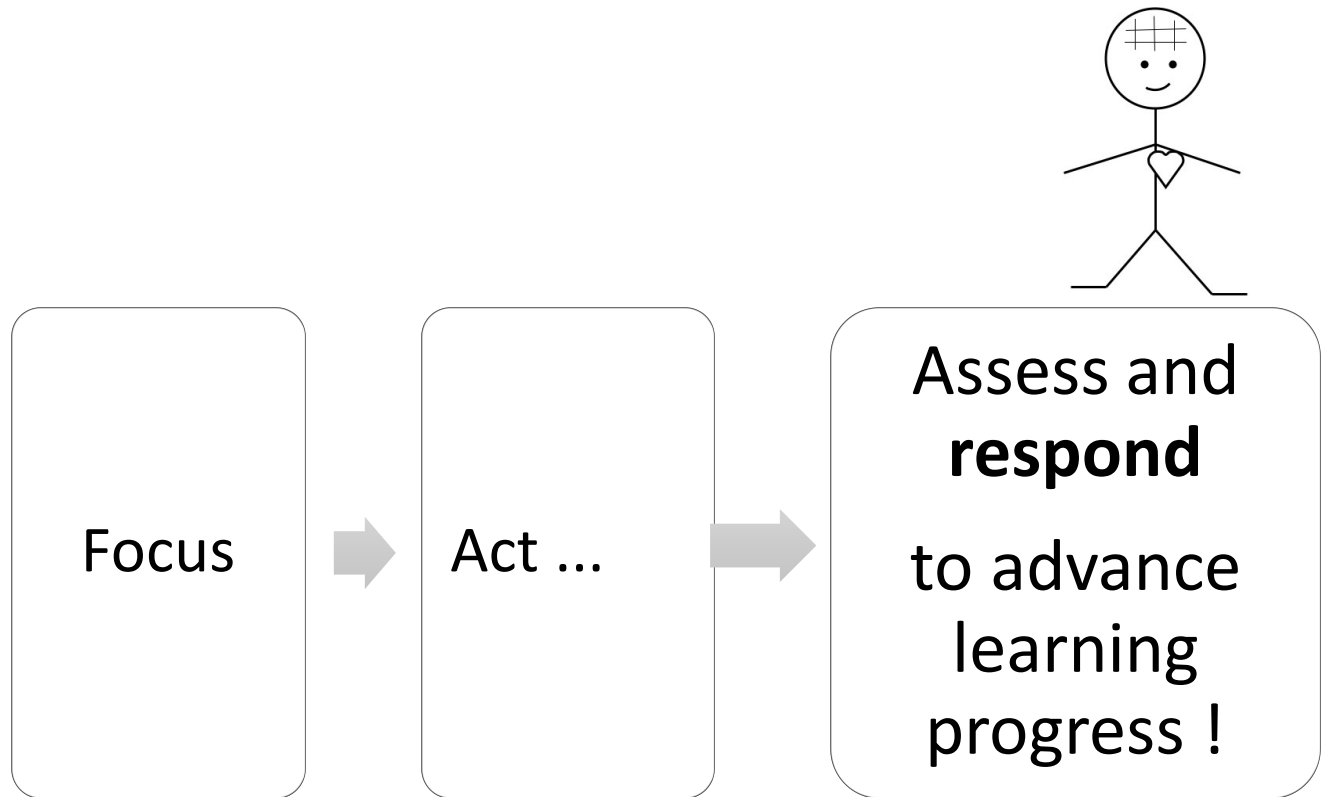 Focus
Act ...
Assess and
respond
to advance
learning
progress !